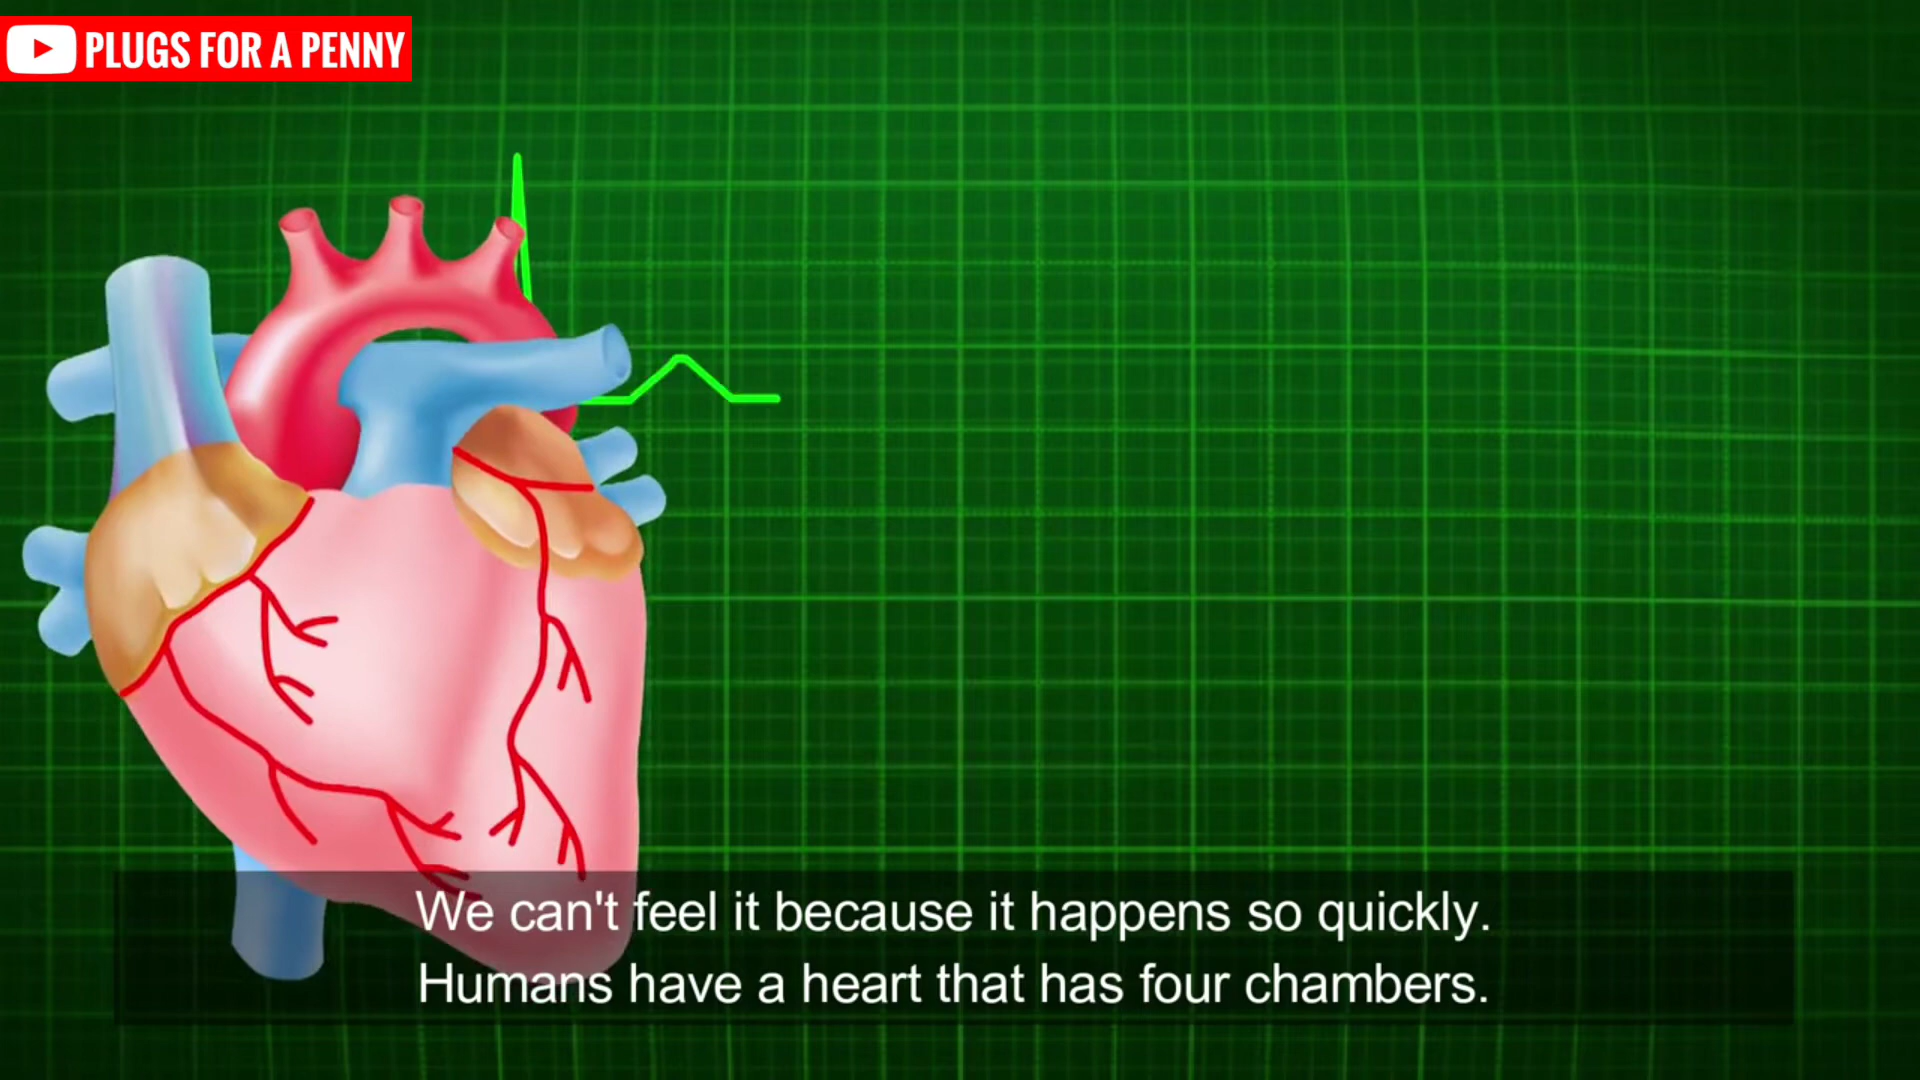 PLUGS FOR A PENNY
We can't feel it because it happens so quickly.
Humans have a heart that has four chambers.